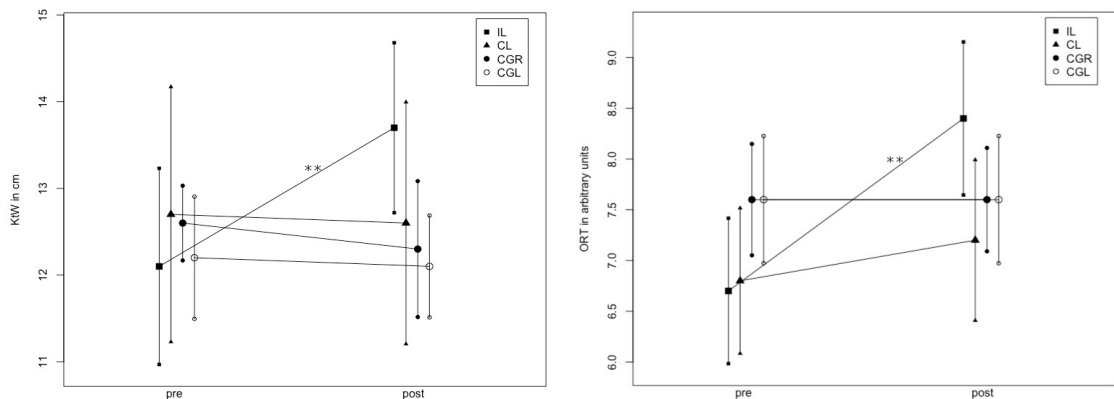 KtW in cm
15
14
13
12
11
IL
CL
CGR
CGL
**
pre
post
ORT in arbitrary units
9.0
8.5
8.0
7.5
7.0
6.5
6.0
IL
CL
CGR
CGL
**
pre
post